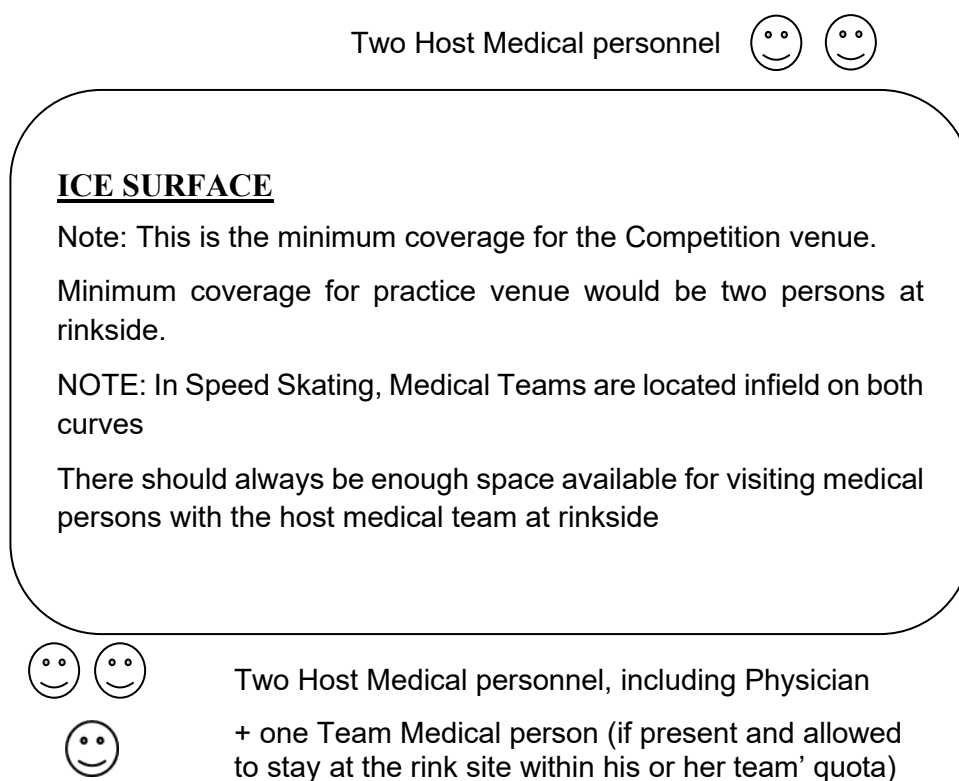 Two Host Medical personnel
ICE SURFACE
Note: This is the minimum coverage for the Competition venue.
Minimum coverage for practice venue would be two persons at
rinkside.
NOTE: In Speed Skating, Medical Teams are located infield on both
curves
There should always be enough space available for visiting medical
persons with the host medical team at rinkside
Two Host Medical personnel, including Physician
+ one Team Medical person (if present and allowed
to stay at the rink site within his or her team' quota)